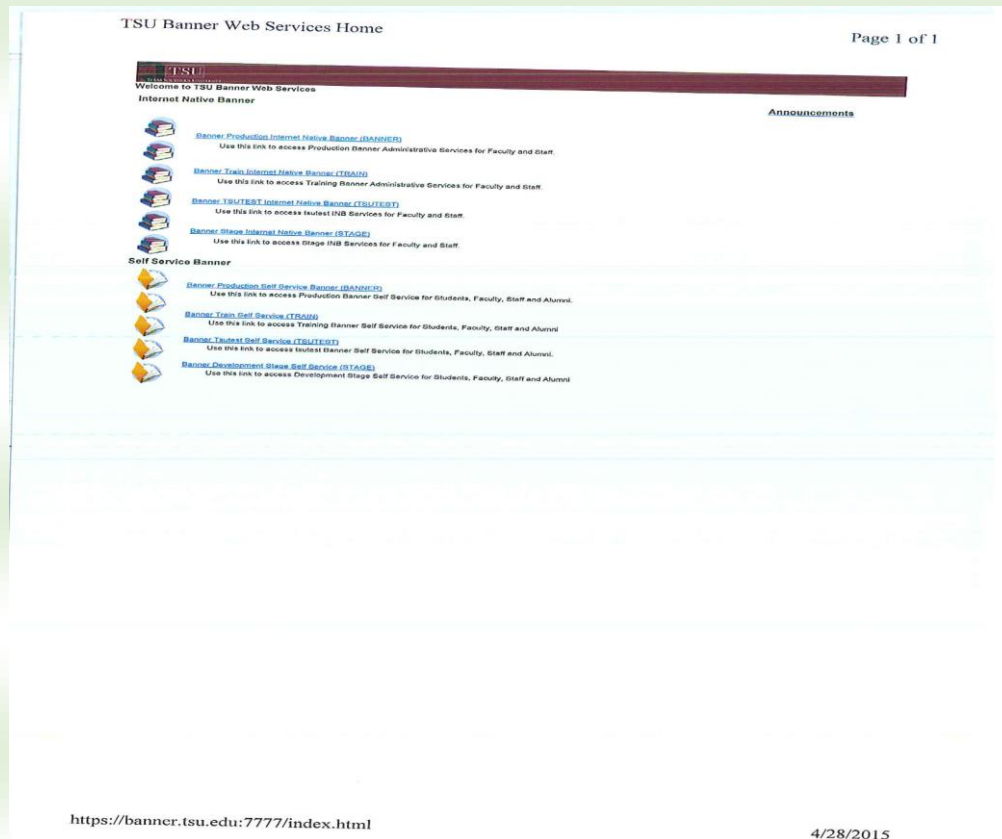 TSU Banner Web Services Home
Page 1 of 1
TSU
Welcome to TSU Banner Web Services
Internet Native Banner
Announcements
Banner Production Internet Native Banner (BANNER)
Use this link to access Production Banner Administrative Services for Faculty and Staff.
Banner Train Internet Native Banner (TRAIN)
Use this link to access Training Banner Administrative Services for Faculty and Staff.
Banner TSUTEST Internet Native Banner (TSUTEST)
Use this link to access tsutest INB Services for Faculty and Staff.
Banner Stage Internet Native Banner (STAGE)
Use this link to access Stage INB Services for Faculty and Staff.
Self Service Banner
Banner Production Self Service Banner (BANNER)
Use this link to access Production Banner Self Service for Students, Faculty, Staff and Alumni.
Banner Train Self Service (TRAIN)
Use this link to access Training Banner Self Service for Students, Faculty, Staff and Alumni
Banner Tsutest Self Service (TSUTEST)
Use this link to access tsutest Banner Self Service for Students, Faculty, Staff and Alumni.
Banner Development Stage Self Service (STAGE)
Use this link to access Development Stage Self Service for Students, Faculty, Staff and Alumni
https://banner.tsu.edu:7777/index.html
4/28/2015